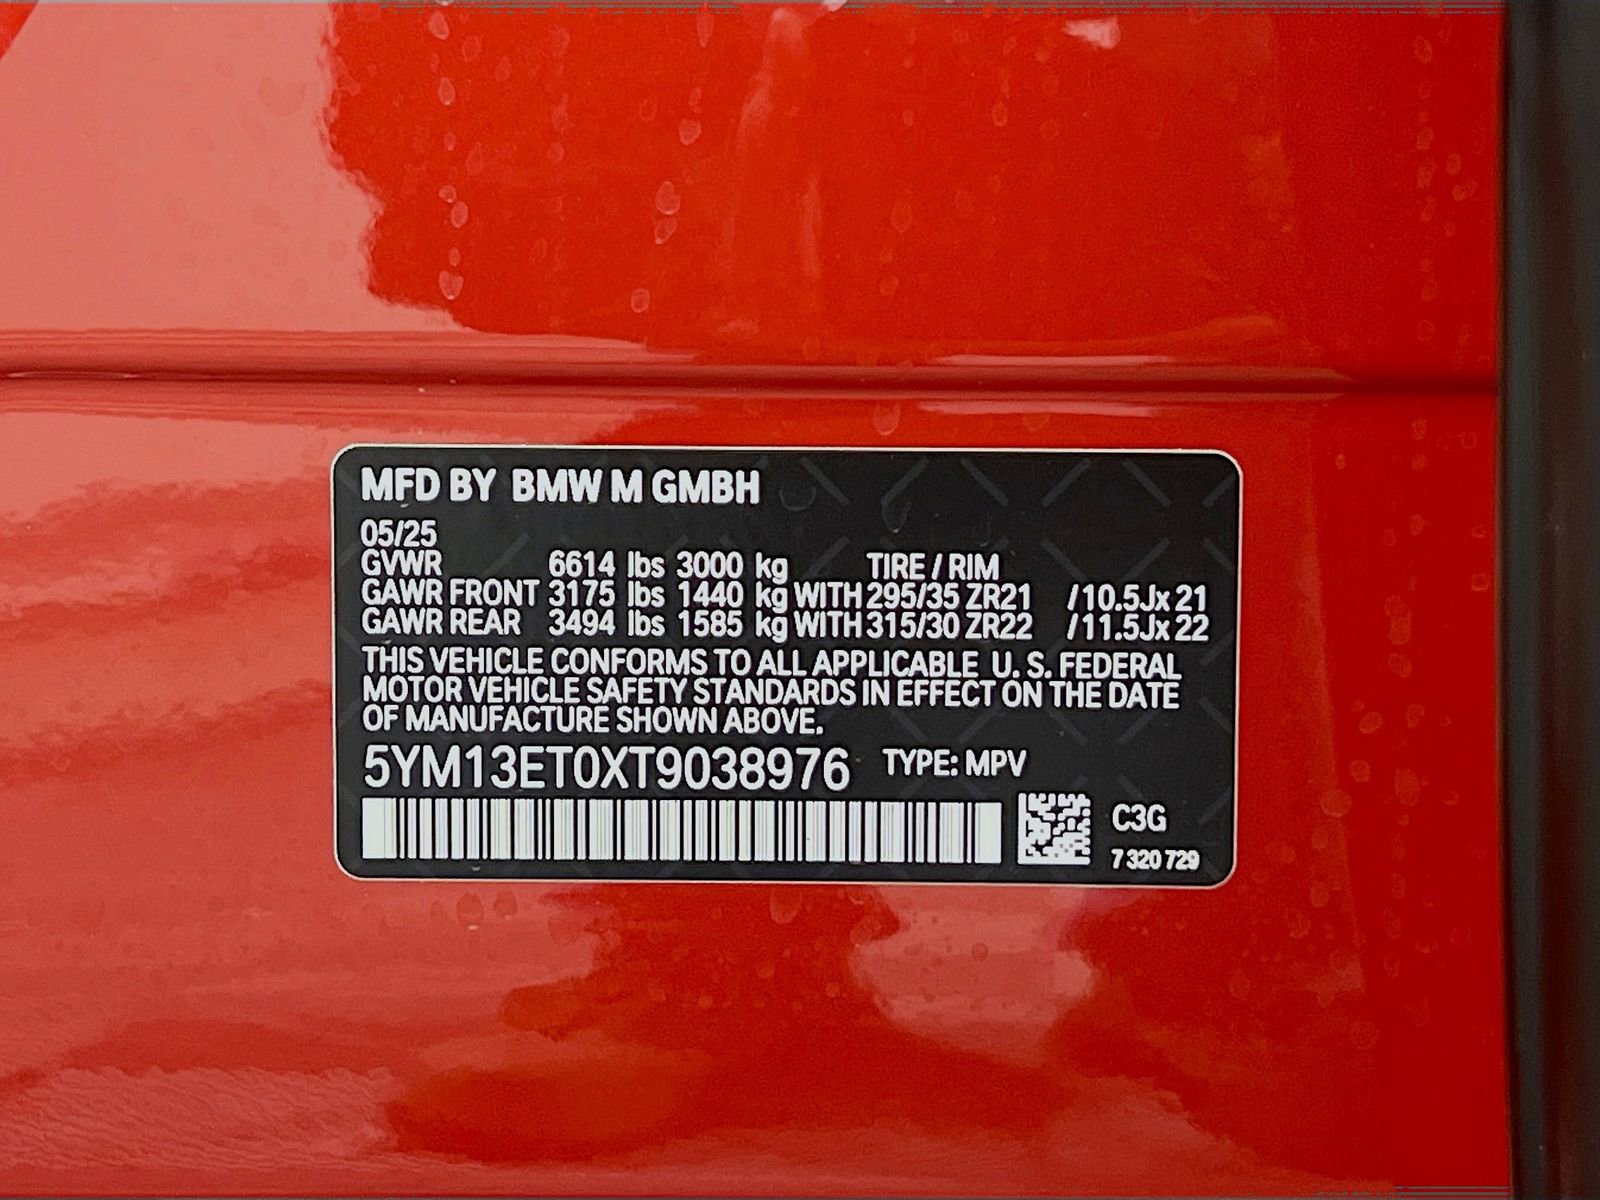 MFD BY BMW M GMBH
05/25
GVWR 6614 lbs 3000 kg TIRE / RIM
GAWR FRONT 3175 lbs 1440 kg WITH 295/35 ZR21 /10.5Jx 21
GAWR REAR 3494 lbs 1585 kg WITH 315/30 ZR22 /11.5Jx 22
THIS VEHICLE CONFORMS TO ALL APPLICABLE U. S. FEDERAL
MOTOR VEHICLE SAFETY STANDARDS IN EFFECT ON THE DATE
OF MANUFACTURE SHOWN ABOVE.
5YM13ET0XT9038976 TYPE: MPV
C3G
7 320 729